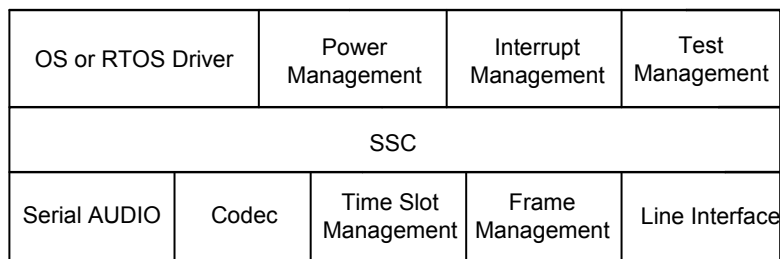 OS or RTOS Driver
Power
Management
Interrupt
Management
Test
Management
SSC
Serial AUDIO
Codec
Time Slot
Management
Frame
Management
Line Interface